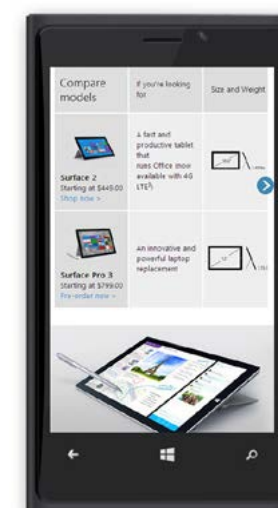 Compare
models
If you're looking
for
Size and Weight
A fast and
productive tablet
that
runs Office (now
available with 4G
LTE
Surface 2
Starting at $449.00
Shop now >
An innovative and
powerful laptop
replacement
Surface Pro 3
Starting at $799.00
Pre-order now >